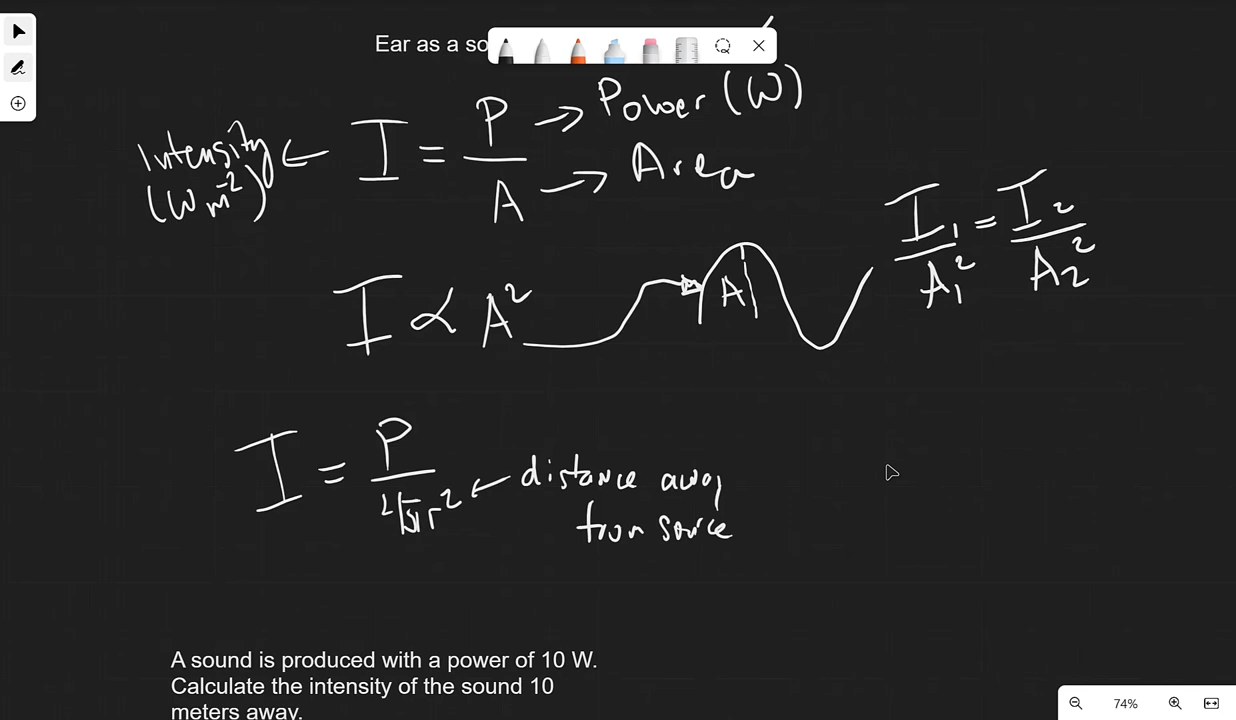 Ear as a so
I = P/A → Power (W)
→ Area
Intensity ←
(Wm⁻²)
I ∝ A²
A
I₁/A₁² = I₂/A₂²
I = P/4πr² ← distance away
from source
A sound is produced with a power of 10 W.
Calculate the intensity of the sound 10
meters away.
74%